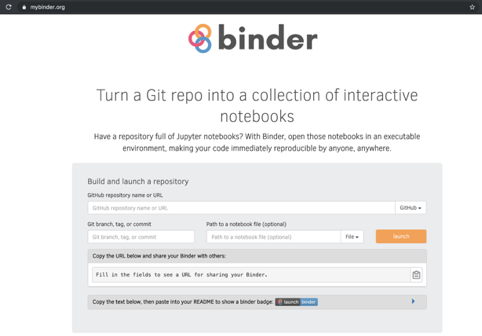 mybinder.org
binder
Turn a Git repo into a collection of interactive
notebooks
Have a repository full of Jupyter notebooks? With Binder, open those notebooks in an executable
environment, making your code immediately reproducible by anyone, anywhere.
Build and launch a repository
GitHub repository name or URL
GitHub repository name or URL GitHub
Git branch, tag, or commit Path to a notebook file (optional)
Git branch, tag, or commit Path to a notebook file (optional) File launch
Copy the URL below and share your Binder with others:
Fill in the fields to see a URL for sharing your Binder.
Copy the text below, then paste into your README to show a binder badge: launch binder